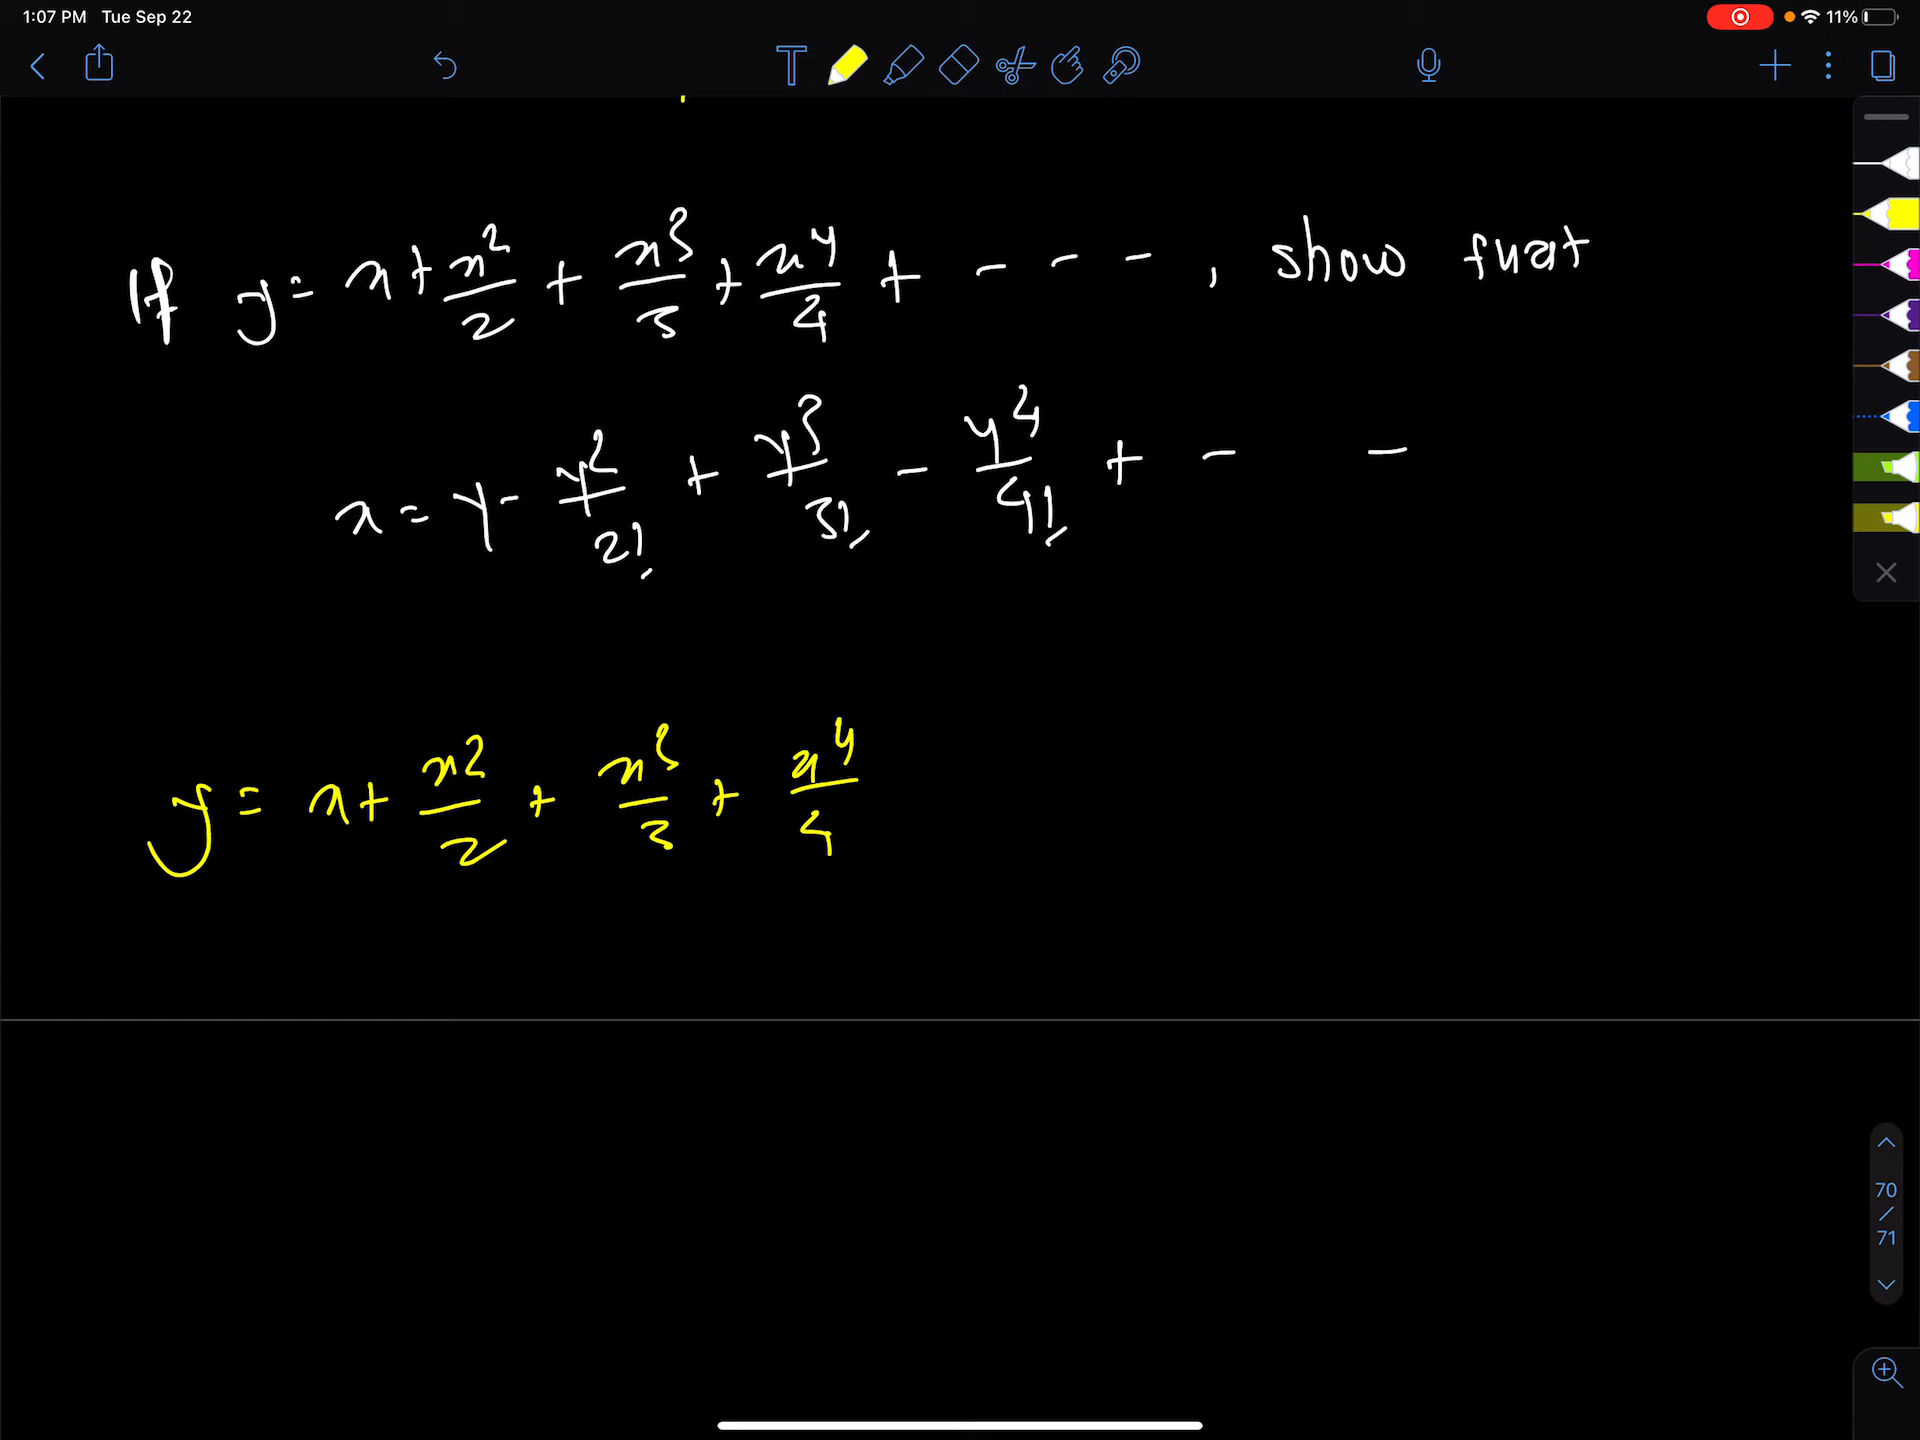 1:07 PM Tue Sep 22
11%
T
If y = x + x²/2 + x³/3 + x⁴/4 + - - - - , show that
x = y - y²/2! + y³/3! - y⁴/4! + - -
y = x + x²/2 + x³/3 + x⁴/4
70
/
71